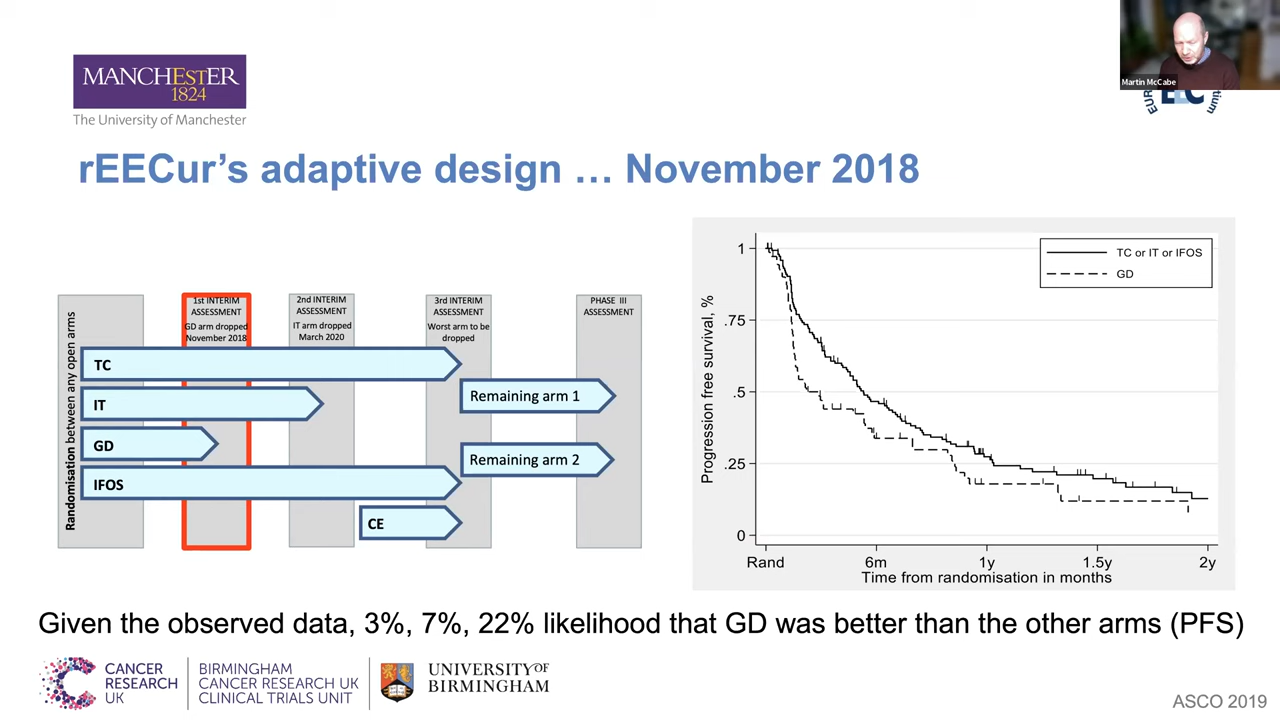 MANCHESTER
1824
The University of Manchester
Martin McCabe
EUR
EEC
tium
rEECur’s adaptive design … November 2018
Randomisation between any open arms
1st INTERIM
ASSESSMENT
GD arm dropped
November 2018
2nd INTERIM
ASSESSMENT
IT arm dropped
March 2020
3rd INTERIM
ASSESSMENT
Worst arm to be
dropped
PHASE III
ASSESSMENT
TC
IT
GD
IFOS
CE
Remaining arm 1
Remaining arm 2
Progression free survival, %
1
.75
.5
.25
0
TC or IT or IFOS
GD
Rand
6m
1y
1.5y
2y
Time from randomisation in months
Given the observed data, 3%, 7%, 22% likelihood that GD was better than the other arms (PFS)
CANCER
RESEARCH
UK
BIRMINGHAM
CANCER RESEARCH UK
CLINICAL TRIALS UNIT
UNIVERSITY OF
BIRMINGHAM
ASCO 2019